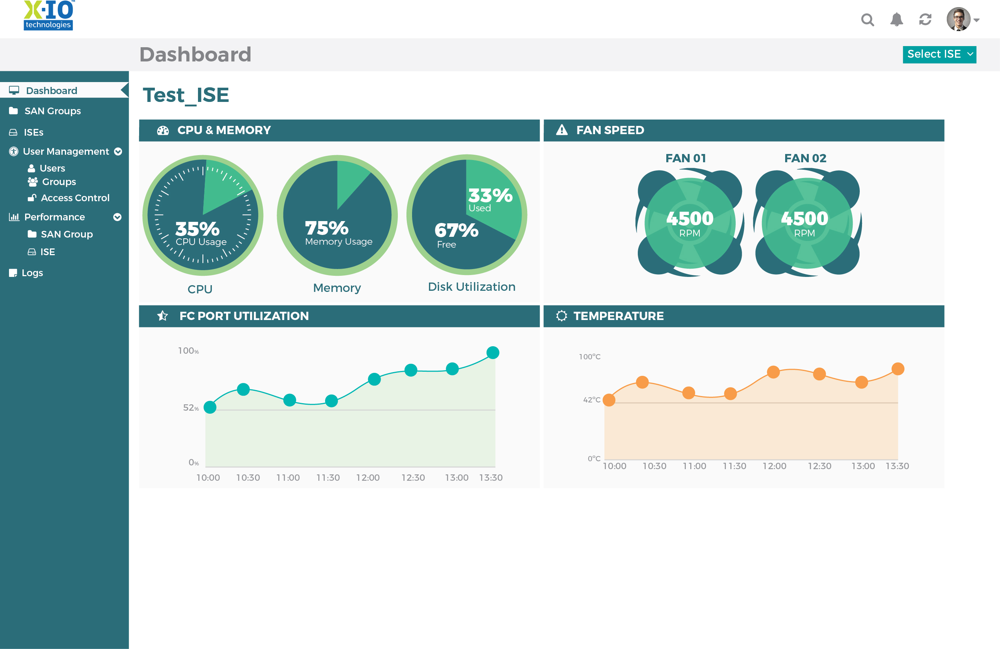 X-IO™
technologies
Dashboard
Select ISE
Dashboard
SAN Groups
ISEs
User Management
Users
Groups
Access Control
Performance
SAN Group
ISE
Logs
Test_ISE
CPU & MEMORY
35%
CPU Usage
CPU
75%
Memory Usage
Memory
33%
Used
67%
Free
Disk Utilization
FAN SPEED
FAN 01
4500
RPM
FAN 02
4500
RPM
FC PORT UTILIZATION
100%
52%
0%
10:00 10:30 11:00 11:30 12:00 12:30 13:00 13:30
TEMPERATURE
100°C
42°C
0°C
10:00 10:30 11:00 11:30 12:00 12:30 13:00 13:30